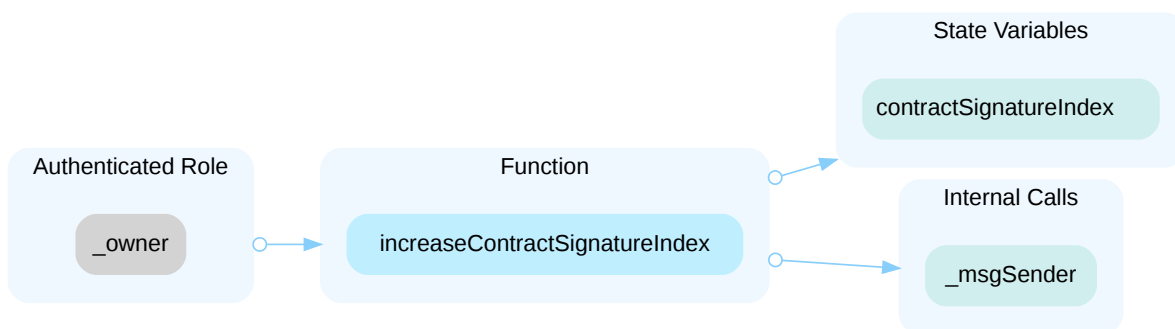 Authenticated Role
_owner
Function
increaseContractSignatureIndex
State Variables
contractSignatureIndex
Internal Calls
_msgSender